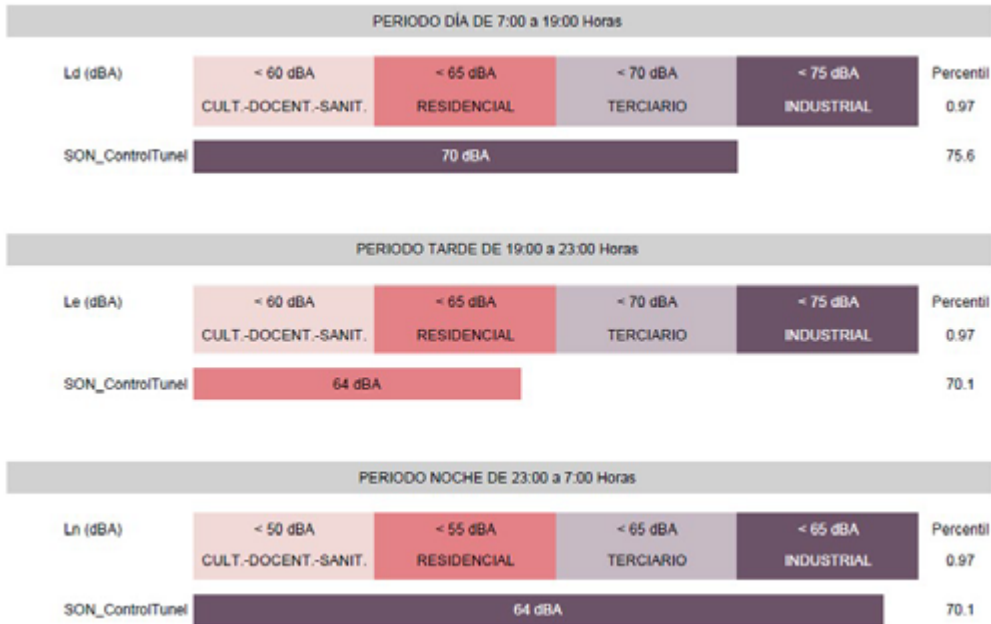 PERIODO DÍA DE 7:00 a 19:00 Horas
Ld (dBA) < 60 dBA < 65 dBA < 70 dBA < 75 dBA Percentil
CULT.-DOCENT.-SANIT. RESIDENCIAL TERCIARIO INDUSTRIAL 0.97
SON_ControlTunel 70 dBA 75.6
PERIODO TARDE DE 19:00 a 23:00 Horas
Le (dBA) < 60 dBA < 65 dBA < 70 dBA < 75 dBA Percentil
CULT.-DOCENT.-SANIT. RESIDENCIAL TERCIARIO INDUSTRIAL 0.97
SON_ControlTunel 64 dBA 70.1
PERIODO NOCHE DE 23:00 a 7:00 Horas
Ln (dBA) < 50 dBA < 55 dBA < 65 dBA < 65 dBA Percentil
CULT.-DOCENT.-SANIT. RESIDENCIAL TERCIARIO INDUSTRIAL 0.97
SON_ControlTunel 64 dBA 70.1